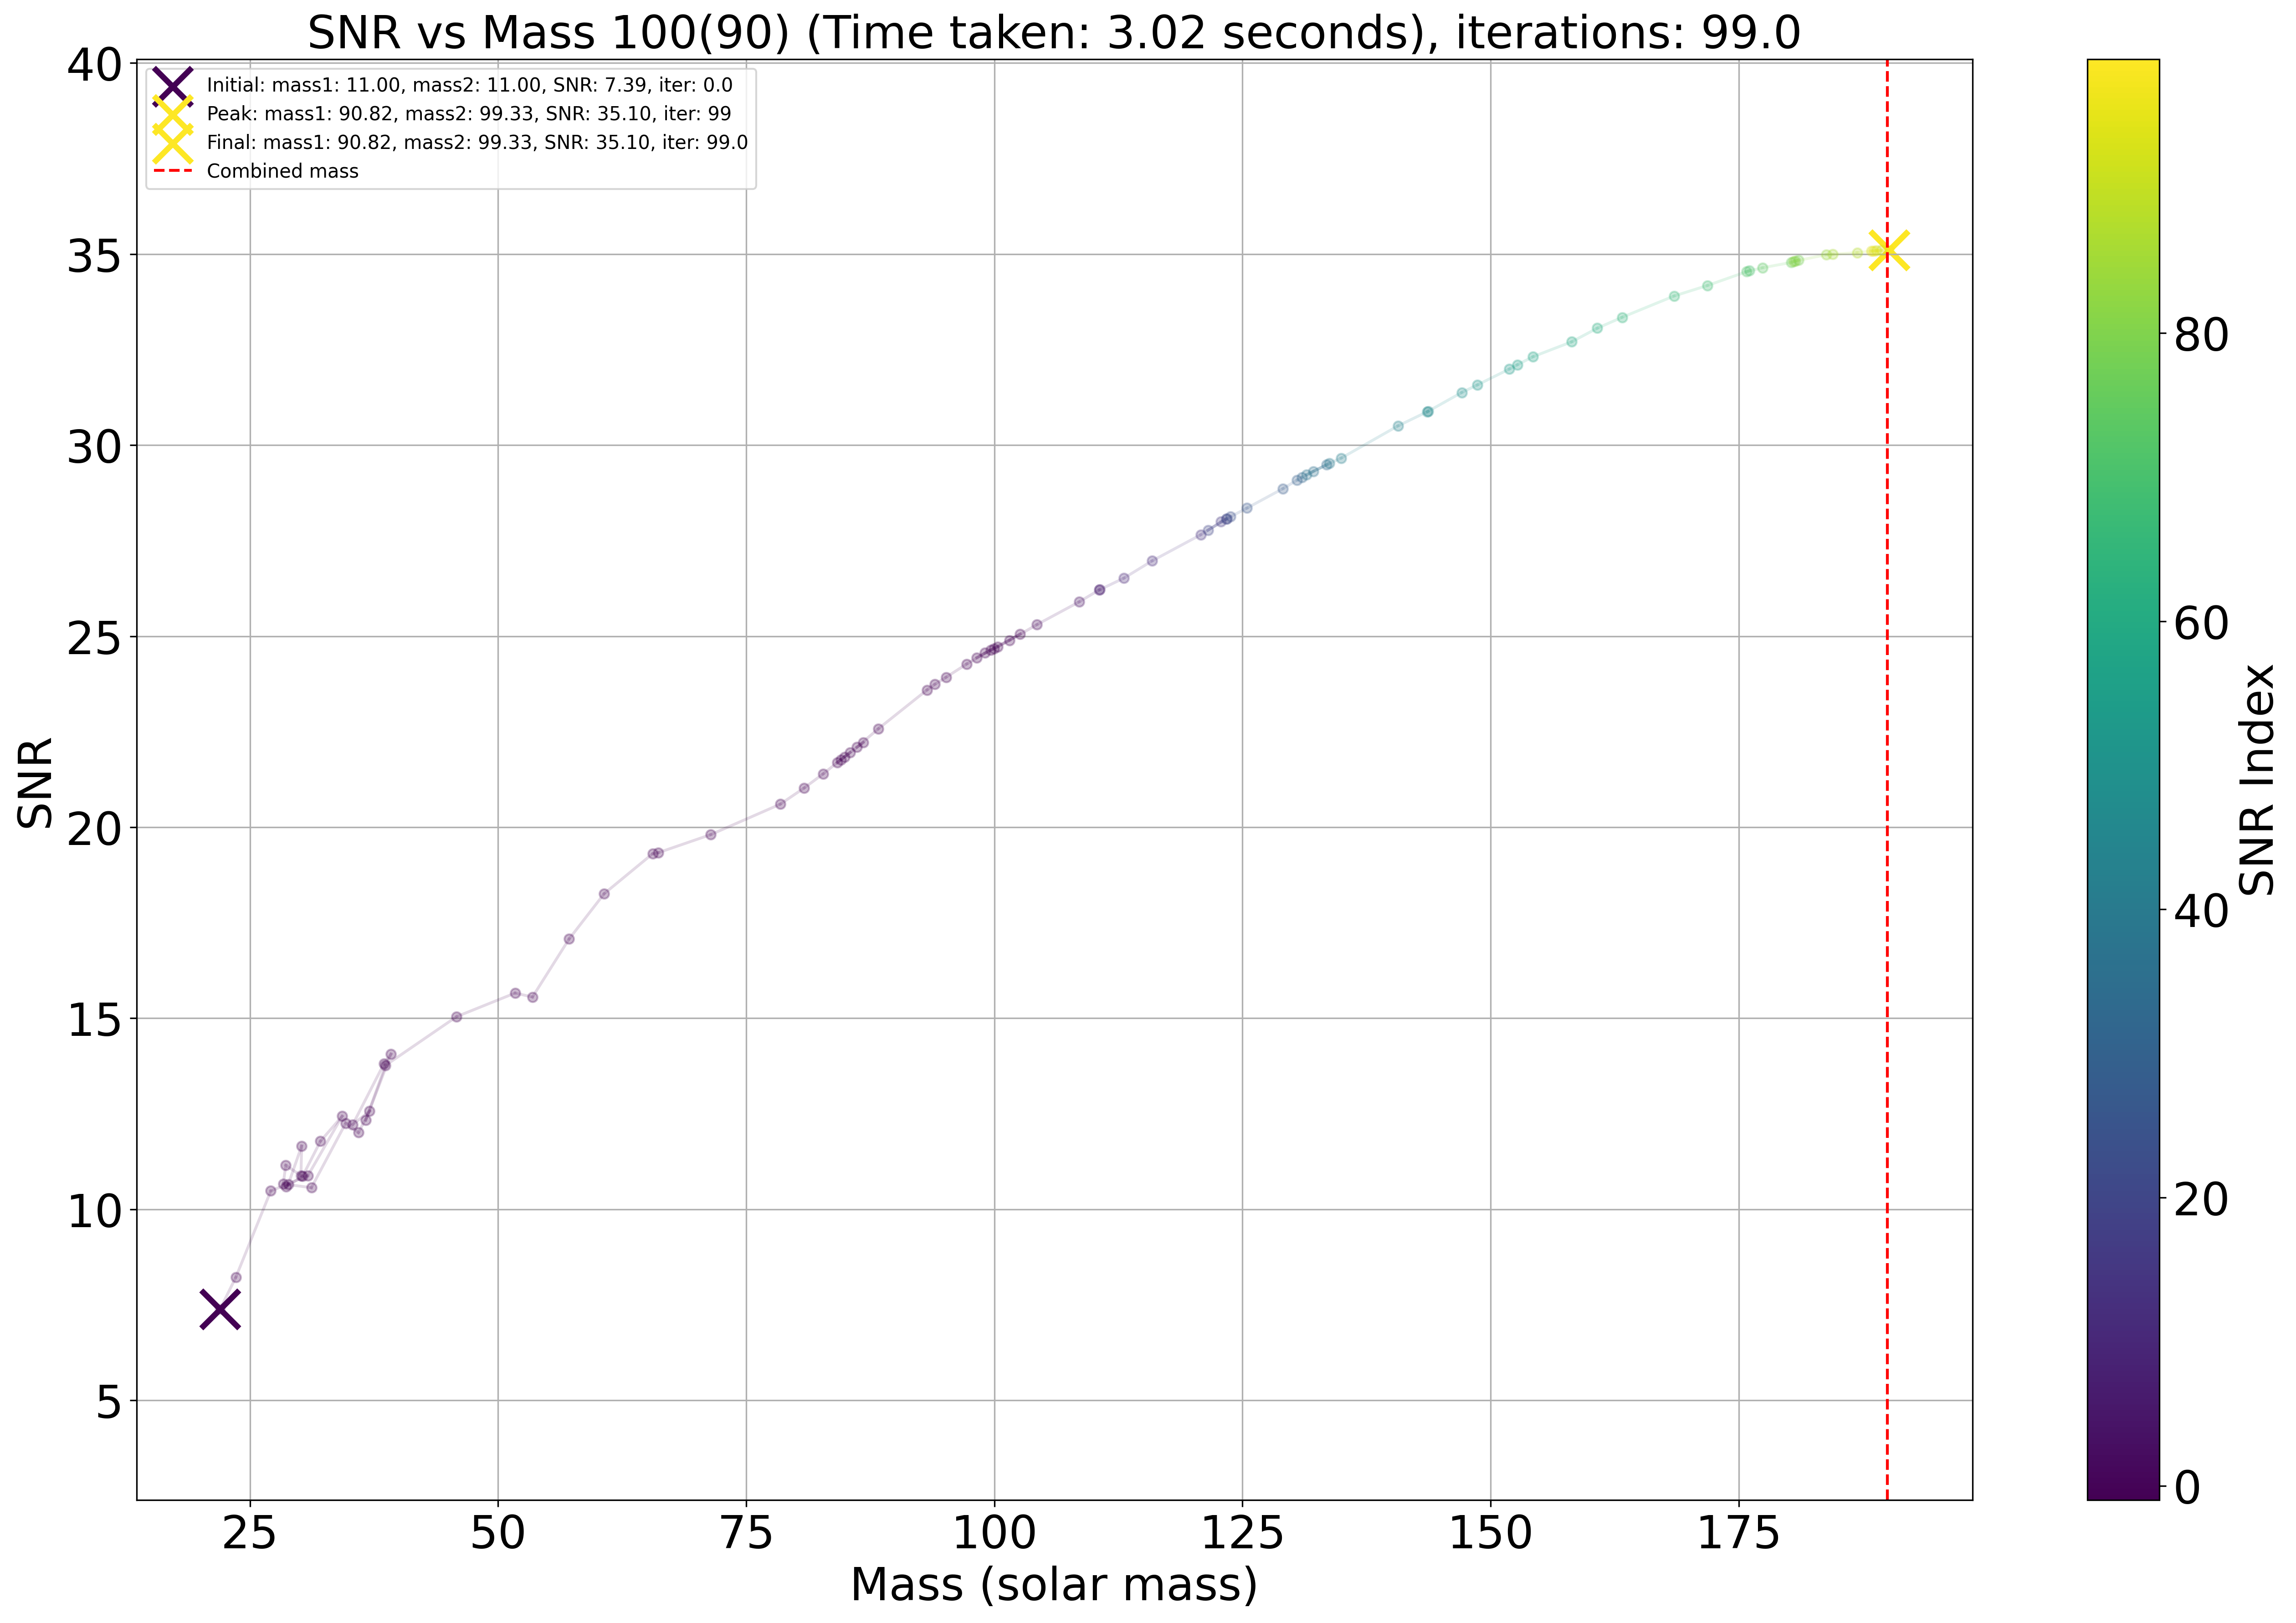 SNR vs Mass 100(90) (Time taken: 3.02 seconds), iterations: 99.0
Initial: mass1: 11.00, mass2: 11.00, SNR: 7.39, iter: 0.0
Peak: mass1: 90.82, mass2: 99.33, SNR: 35.10, iter: 99
Final: mass1: 90.82, mass2: 99.33, SNR: 35.10, iter: 99.0
Combined mass
40
35
30
25
20
15
10
5
SNR
25 50 75 100 125 150 175
Mass (solar mass)
80
60
40
20
0
SNR Index